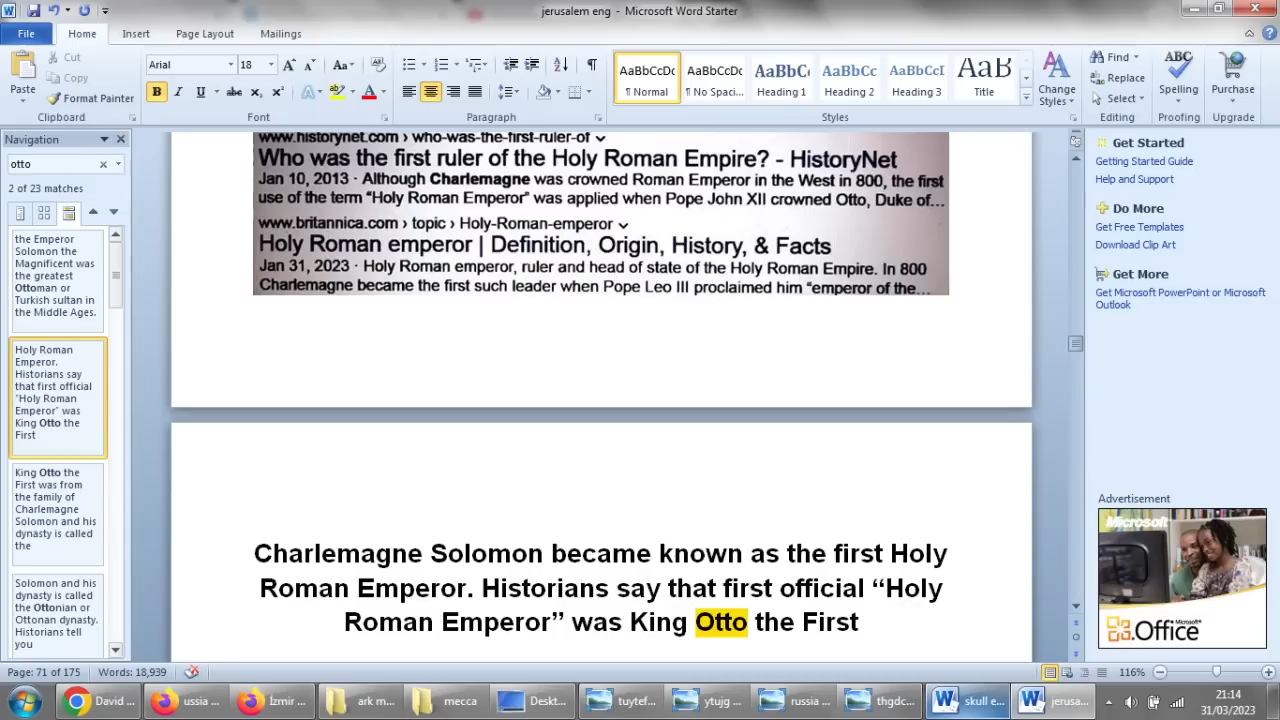 jerusalem eng - Microsoft Word Starter
File
Home
Insert
Page Layout
Mailings
Paste
Cut
Copy
Format Painter
Clipboard
Arial
18
Font
Paragraph
AaBbCcDc
¶ Normal
AaBbCcDc
¶ No Spaci...
AaBbC
Heading 1
AaBbCc
Heading 2
AaBbCcI
Heading 3
AaB
Title
Change
Styles
Styles
Find
Replace
Select
Editing
Spelling
Proofing
Purchase
Upgrade
Navigation
otto
2 of 23 matches
the Emperor
Solomon the
Magnificent was
the greatest
Ottoman or
Turkish sultan in
the Middle Ages.
Holy Roman
Emperor.
Historians say
that first official
“Holy Roman
Emperor” was
King Otto the
First
King Otto the
First was from
the family of
Charlemagne
Solomon and his
dynasty is called
the
Solomon and his
dynasty is called
the Ottonian or
Ottonan dynasty.
Historians tell
you
www.historynet.com › who-was-the-first-ruler-of
Who was the first ruler of the Holy Roman Empire? - HistoryNet
Jan 10, 2013 · Although Charlemagne was crowned Roman Emperor in the West in 800, the first
use of the term “Holy Roman Emperor” was applied when Pope John XII crowned Otto, Duke of...
www.britannica.com › topic › Holy-Roman-emperor
Holy Roman emperor | Definition, Origin, History, & Facts
Jan 31, 2023 · Holy Roman emperor, ruler and head of state of the Holy Roman Empire. In 800
Charlemagne became the first such leader when Pope Leo III proclaimed him “emperor of the...
Charlemagne Solomon became known as the first Holy
Roman Emperor. Historians say that first official “Holy
Roman Emperor” was King Otto the First
Get Started
Getting Started Guide
Help and Support
Do More
Get Free Templates
Download Clip Art
Get More
Get Microsoft PowerPoint or Microsoft
Outlook
Advertisement
Microsoft
Office
Page: 71 of 175
Words: 18,939
116%
David ...
ussia ...
İzmir ...
ark m...
mecca
Deskt...
tuytef...
ytujg ...
russia ...
thgdc...
skull e...
jerusa...
21:14
31/03/2023